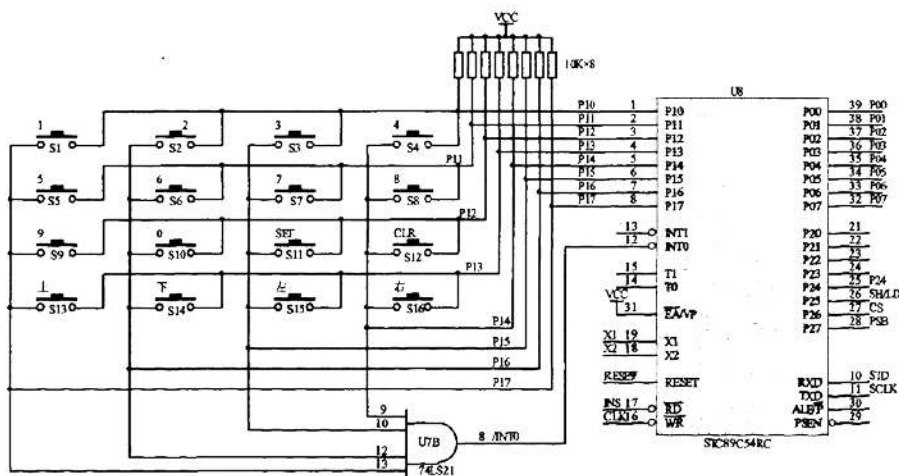 VCC
10K×8
U8
P10 1 P10 P00 39 P00
P11 2 P11 P01 38 P01
P12 3 P12 P02 37 P02
P13 4 P13 P03 36 P03
P14 5 P14 P04 35 P04
P15 6 P15 P05 34 P05
P16 7 P16 P06 33 P06
P17 8 P17 P07 32 P07
1 2 3 4
S1 S2 S3 S4
P11
5 6 7 8
S5 S6 S7 S8
P12
9 0 SET CLR
S9 S10 S11 S12
P13
上 下 左 右
S13 S14 S15 S16
P14
P15
P16
P17
13 INT1
12 INT0
15 T1
14 T0
VCC
31 EA/VP
X1 19 X1
X2 18 X2
RESET 9 RESET
INS 17 RD
CLK 16 WR
P20 21
P21 22
P22 23
P23 24
P24 25 P24
P25 26 SH/LD
P26 27 CS
P27 28 PSB
RXD 10 STD
TXD 11 SCLK
ALE/P 30
PSEN 29
STC89C54RC
9
10
12
13
U7B
74LS21
8 /INT0